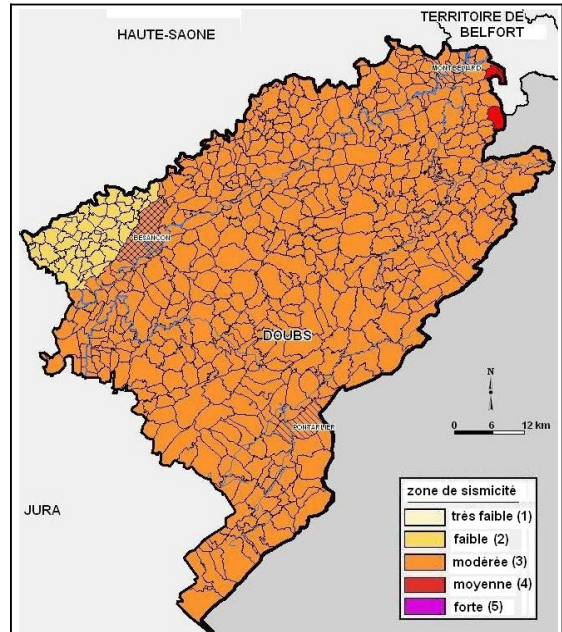 TERRITOIRE DE
BELFORT
HAUTE-SAONE
MONTBELIARD
BESANCON
DOUBS
PONTARLIER
N
0 6 12 km
JURA
zone de sismicité
très faible (1)
faible (2)
modérée (3)
moyenne (4)
forte (5)